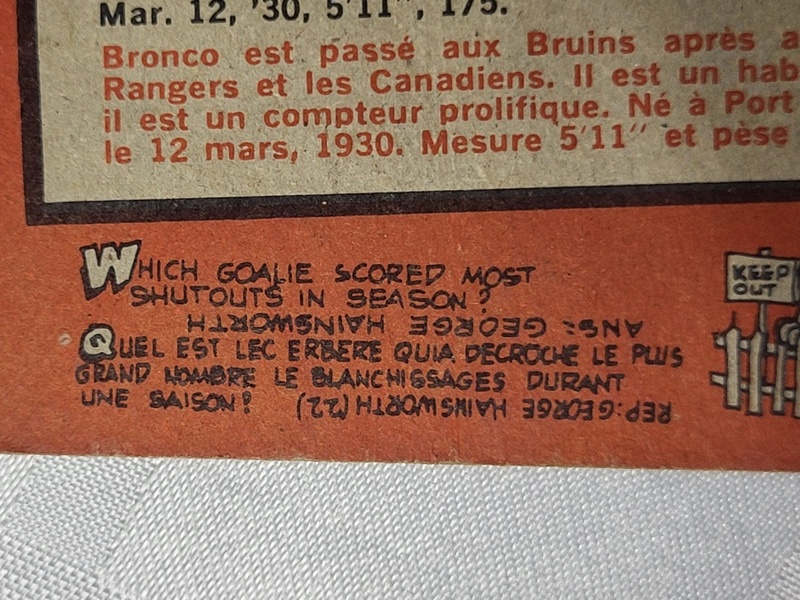 Mar. 12, '30, 5'11", 175.
Bronco est passé aux Bruins après a
Rangers et les Canadiens. Il est un hab
il est un compteur prolifique. Né à Port
le 12 mars, 1930. Mesure 5'11" et pèse
WHICH GOALIE SCORED MOST
SHUTOUTS IN SEASON?
ANS: GEORGE HAINSWORTH
QUEL EST LEC ERBERE QUIA DECROCHE LE PLUS
GRAND NOMBRE LE BLANCHISSAGES DURANT
UNE SAISON? REP: GEORGE HAINSWORTH (22)
KEEP
OUT